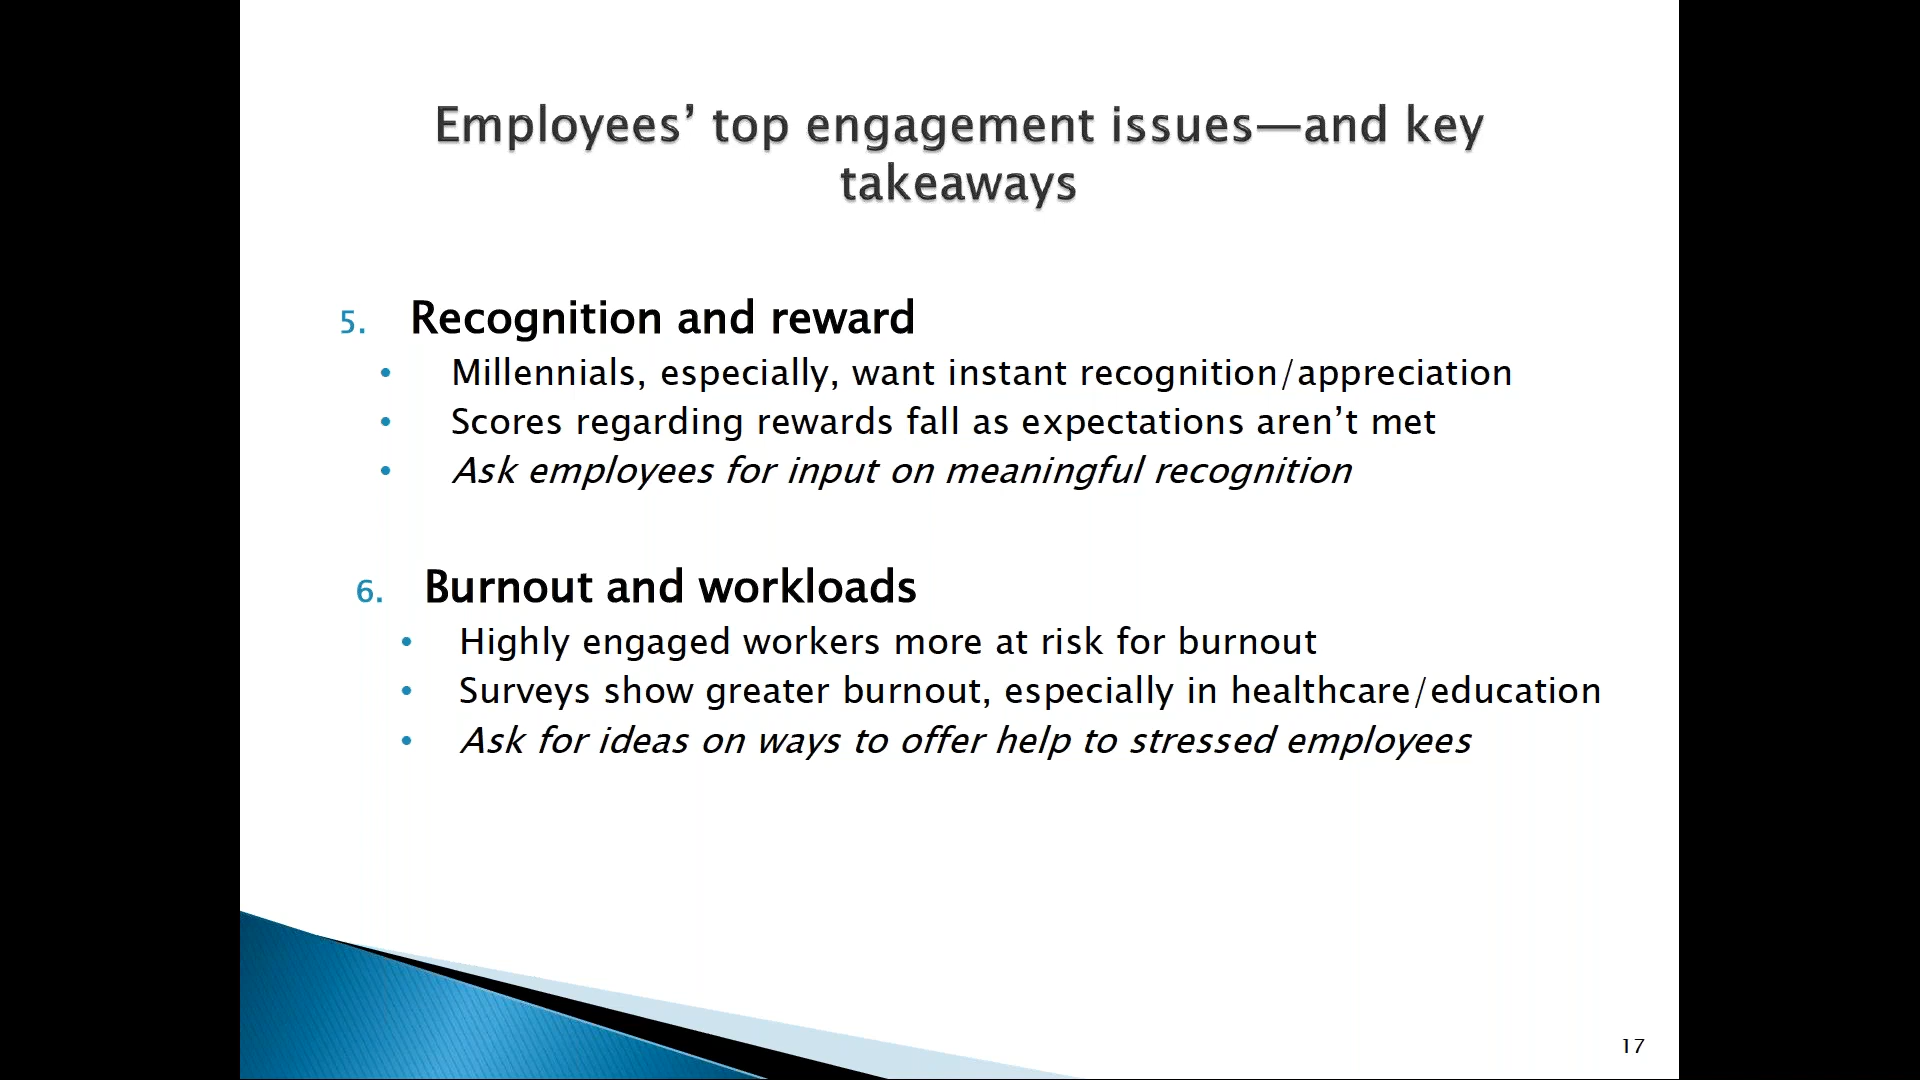 Employees’ top engagement issues—and key
takeaways
5. Recognition and reward
• Millennials, especially, want instant recognition/appreciation
• Scores regarding rewards fall as expectations aren’t met
• Ask employees for input on meaningful recognition
6. Burnout and workloads
• Highly engaged workers more at risk for burnout
• Surveys show greater burnout, especially in healthcare/education
• Ask for ideas on ways to offer help to stressed employees
17